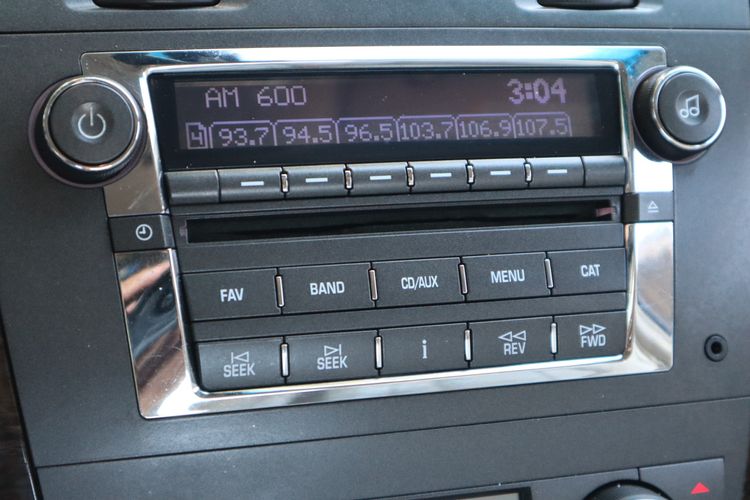 AM 600 3:04
4 93.7 94.5 96.5 103.7 106.9 107.5
FAV BAND CD/AUX MENU CAT
SEEK SEEK i REV FWD